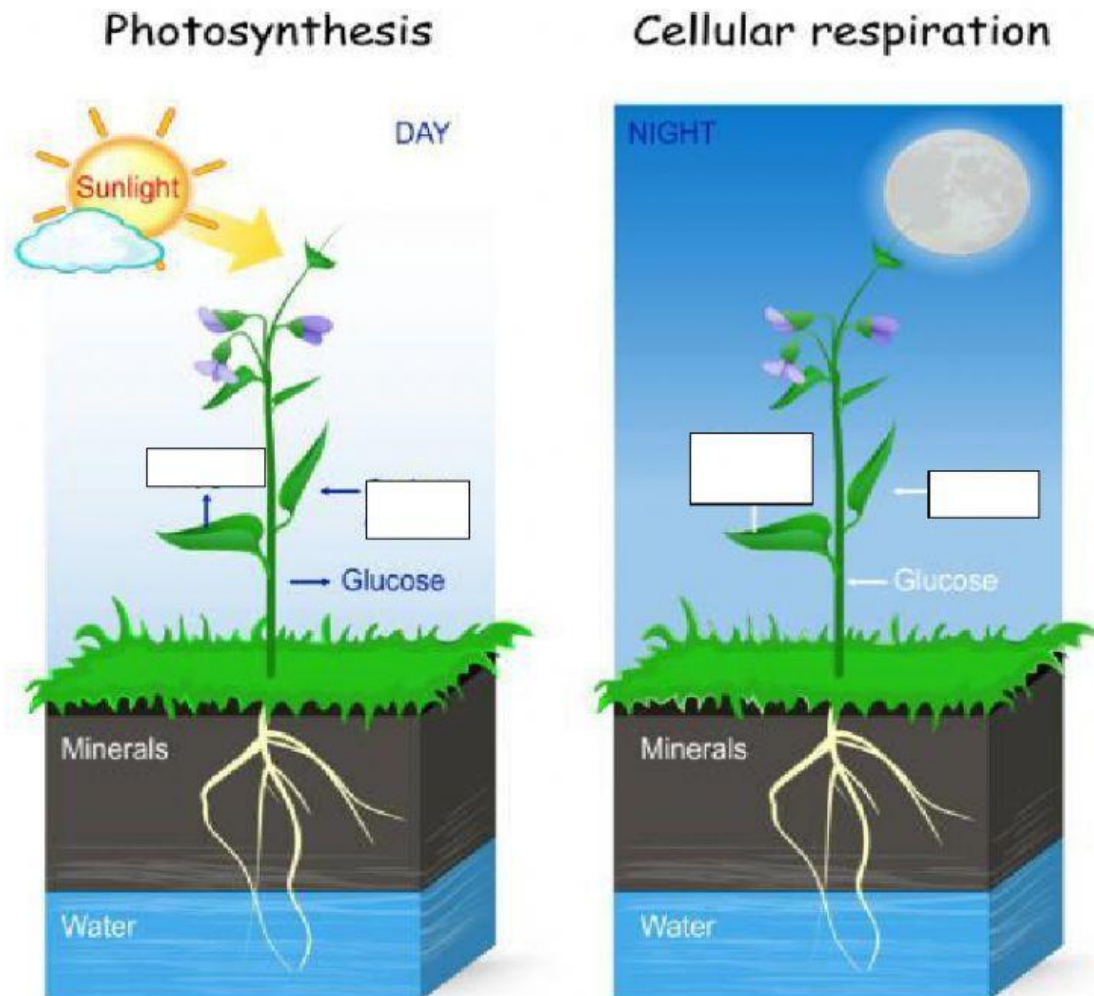 Photosynthesis
Cellular respiration
DAY
Sunlight
Glucose
Minerals
Water
NIGHT
Glucose
Minerals
Water